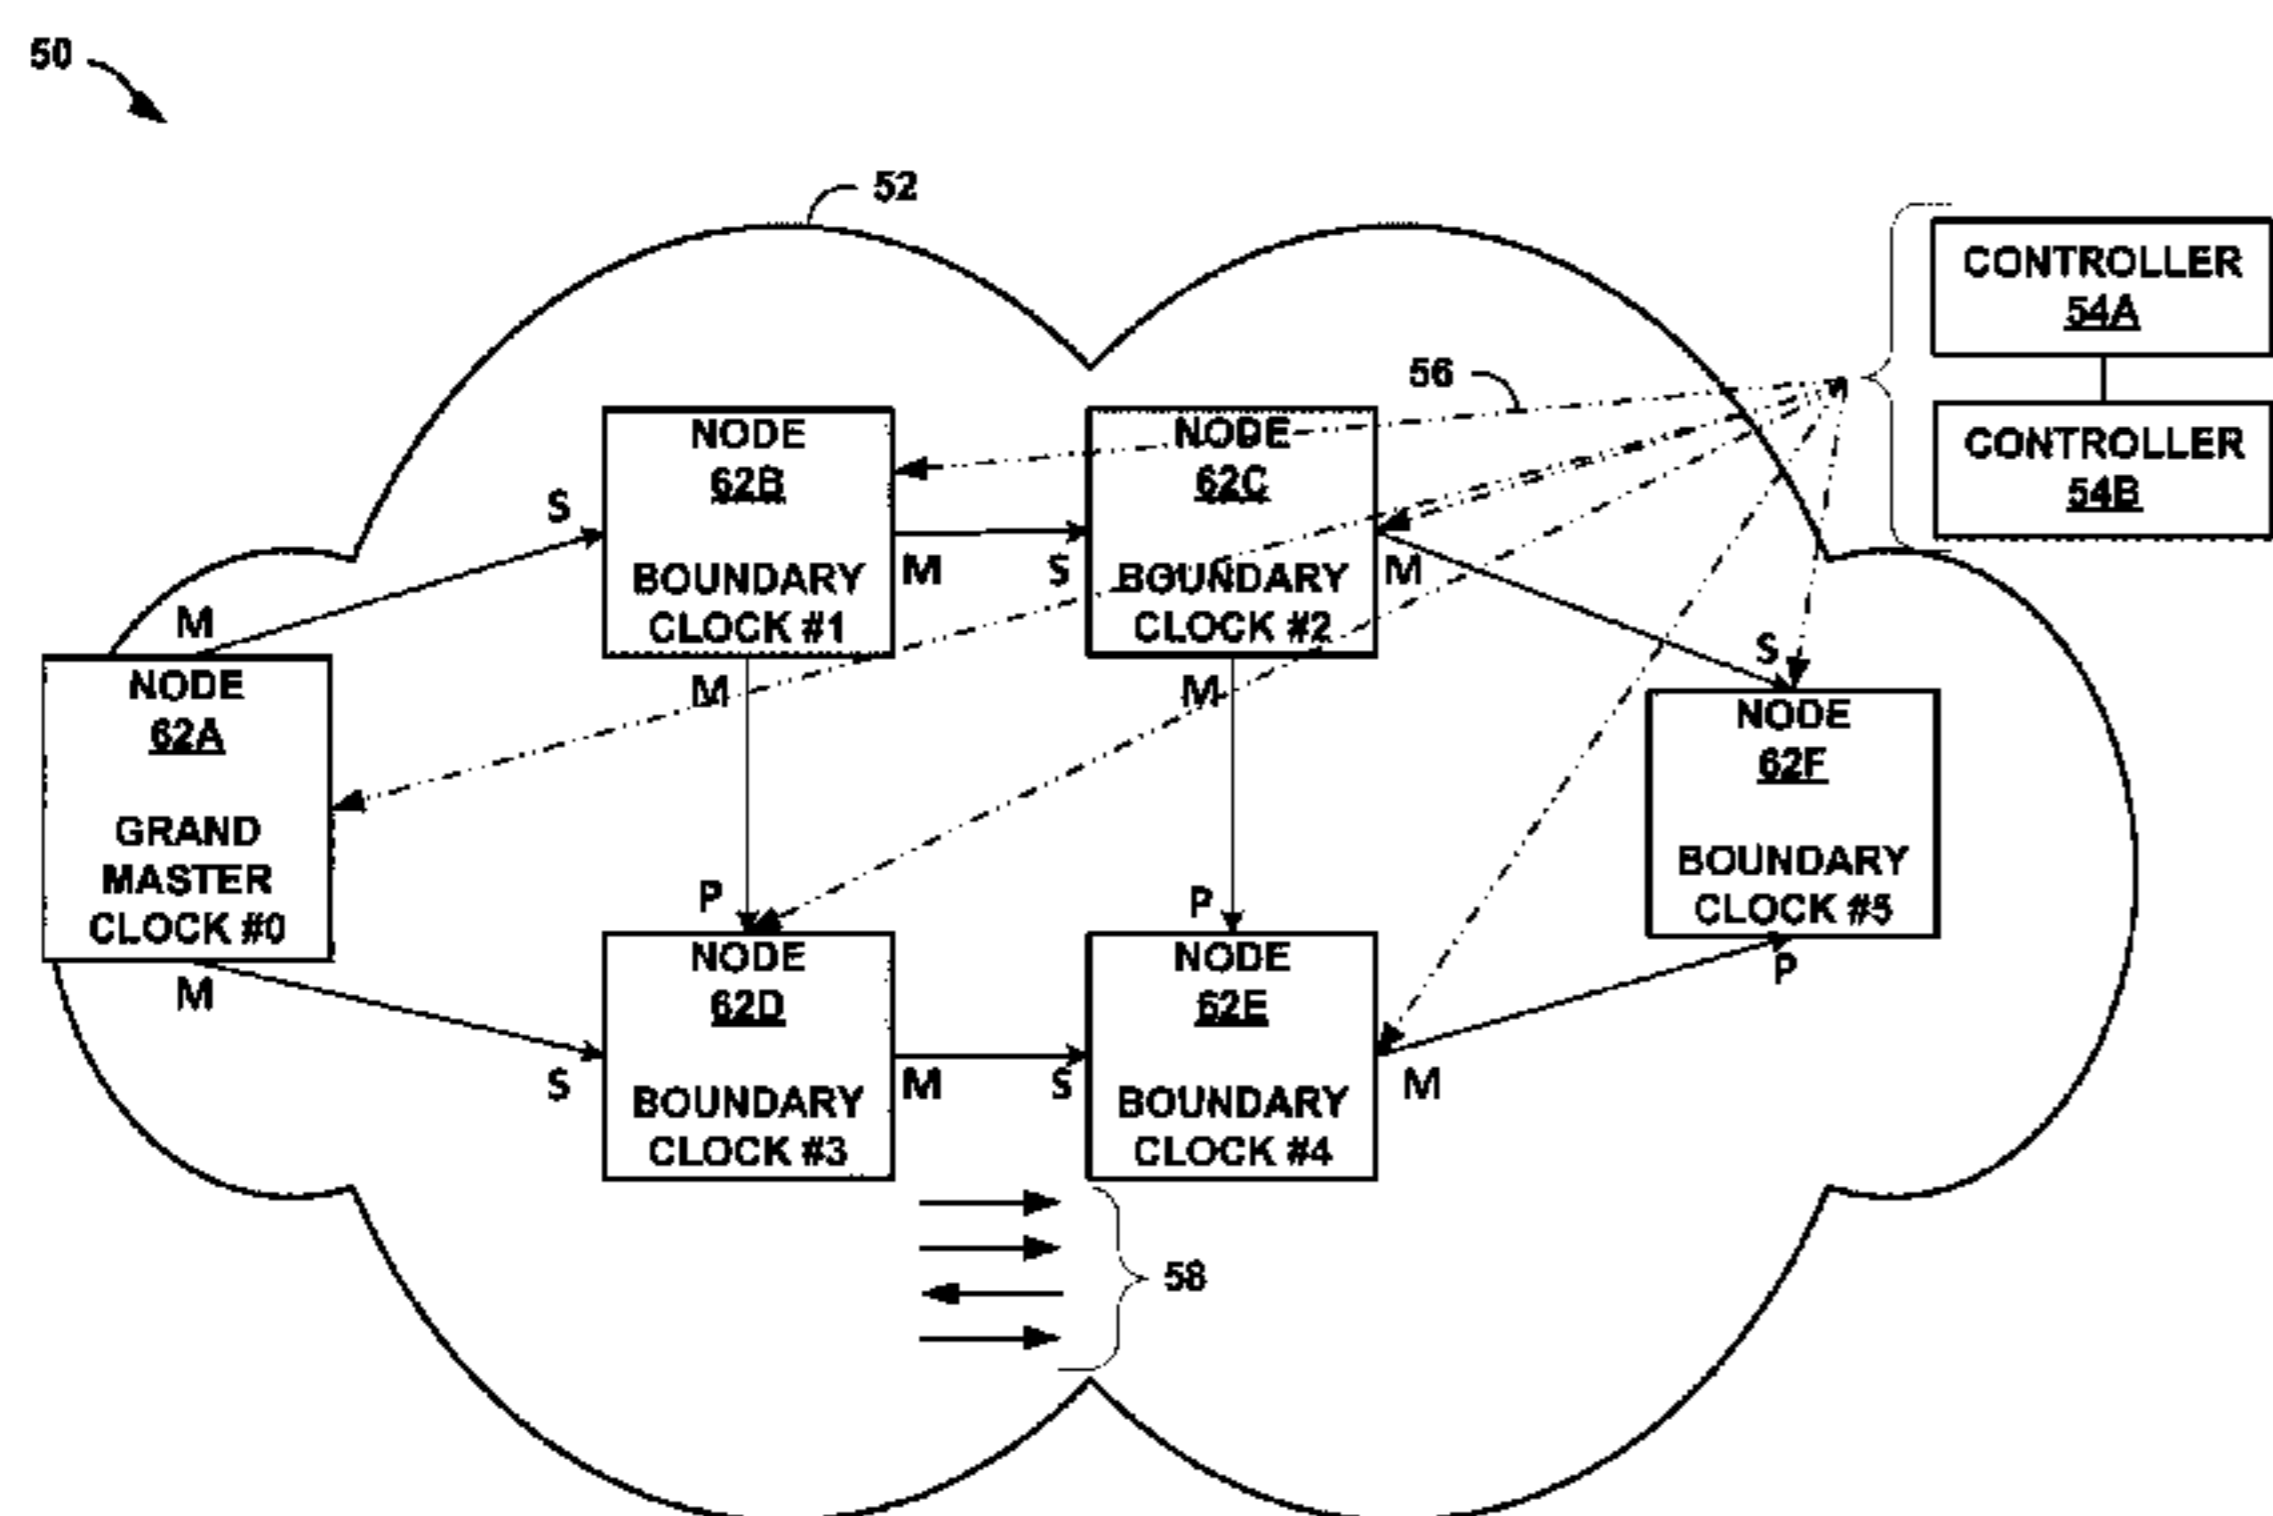 50
52
CONTROLLER
54A
56
CONTROLLER
54B
NODE
62B
BOUNDARY
CLOCK #1
NODE
62C
BOUNDARY
CLOCK #2
S
M
S
M
M
M
M
S
NODE
62A
GRAND
MASTER
CLOCK #0
NODE
62F
BOUNDARY
CLOCK #5
P
P
P
M
NODE
62D
BOUNDARY
CLOCK #3
NODE
62E
BOUNDARY
CLOCK #4
S
M
S
M
58